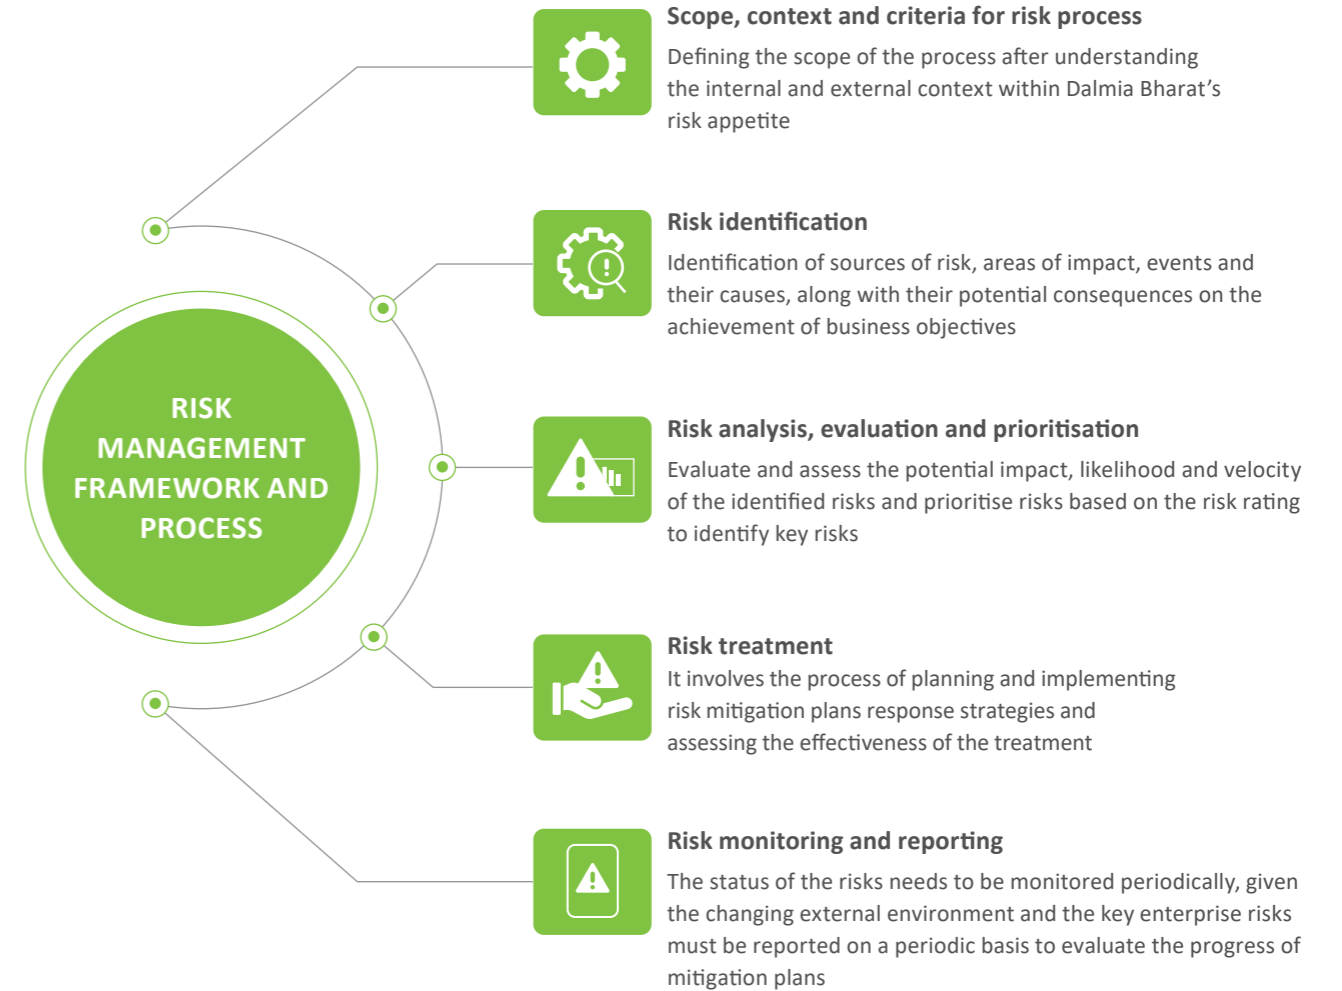 RISK
MANAGEMENT
FRAMEWORK AND
PROCESS
Scope, context and criteria for risk process
Defining the scope of the process after understanding
the internal and external context within Dalmia Bharat’s
risk appetite
Risk identification
Identification of sources of risk, areas of impact, events and
their causes, along with their potential consequences on the
achievement of business objectives
Risk analysis, evaluation and prioritisation
Evaluate and assess the potential impact, likelihood and velocity
of the identified risks and prioritise risks based on the risk rating
to identify key risks
Risk treatment
It involves the process of planning and implementing
risk mitigation plans response strategies and
assessing the effectiveness of the treatment
Risk monitoring and reporting
The status of the risks needs to be monitored periodically, given
the changing external environment and the key enterprise risks
must be reported on a periodic basis to evaluate the progress of
mitigation plans